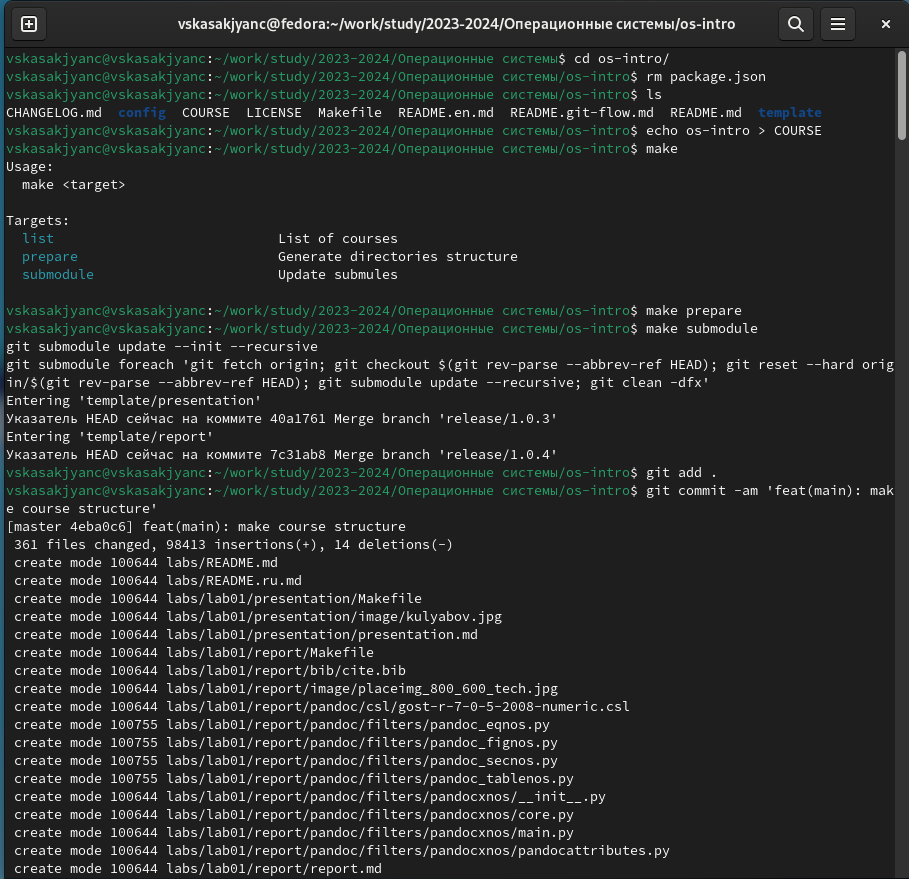 vskasakjyanc@fedora:~/work/study/2023-2024/Операционные системы/os-intro
vskasakjyanc@vskasakjyanc:~/work/study/2023-2024/Операционные системы$ cd os-intro/
vskasakjyanc@vskasakjyanc:~/work/study/2023-2024/Операционные системы/os-intro$ rm package.json
vskasakjyanc@vskasakjyanc:~/work/study/2023-2024/Операционные системы/os-intro$ ls
CHANGELOG.md  config  COURSE  LICENSE  Makefile  README.en.md  README.git-flow.md  README.md  template
vskasakjyanc@vskasakjyanc:~/work/study/2023-2024/Операционные системы/os-intro$ echo os-intro > COURSE
vskasakjyanc@vskasakjyanc:~/work/study/2023-2024/Операционные системы/os-intro$ make
Usage:
  make <target>

Targets:
  list                            List of courses
  prepare                         Generate directories structure
  submodule                       Update submules

vskasakjyanc@vskasakjyanc:~/work/study/2023-2024/Операционные системы/os-intro$ make prepare
vskasakjyanc@vskasakjyanc:~/work/study/2023-2024/Операционные системы/os-intro$ make submodule
git submodule update --init --recursive
git submodule foreach 'git fetch origin; git checkout $(git rev-parse --abbrev-ref HEAD); git reset --hard orig
in/$(git rev-parse --abbrev-ref HEAD); git submodule update --recursive; git clean -dfx'
Entering 'template/presentation'
Указатель HEAD сейчас на коммите 40a1761 Merge branch 'release/1.0.3'
Entering 'template/report'
Указатель HEAD сейчас на коммите 7c31ab8 Merge branch 'release/1.0.4'
vskasakjyanc@vskasakjyanc:~/work/study/2023-2024/Операционные системы/os-intro$ git add .
vskasakjyanc@vskasakjyanc:~/work/study/2023-2024/Операционные системы/os-intro$ git commit -am 'feat(main): mak
e course structure'
[master 4eba0c6] feat(main): make course structure
 361 files changed, 98413 insertions(+), 14 deletions(-)
 create mode 100644 labs/README.md
 create mode 100644 labs/README.ru.md
 create mode 100644 labs/lab01/presentation/Makefile
 create mode 100644 labs/lab01/presentation/image/kulyabov.jpg
 create mode 100644 labs/lab01/presentation/presentation.md
 create mode 100644 labs/lab01/report/Makefile
 create mode 100644 labs/lab01/report/bib/cite.bib
 create mode 100644 labs/lab01/report/image/placeimg_800_600_tech.jpg
 create mode 100644 labs/lab01/report/pandoc/csl/gost-r-7-0-5-2008-numeric.csl
 create mode 100755 labs/lab01/report/pandoc/filters/pandoc_eqnos.py
 create mode 100755 labs/lab01/report/pandoc/filters/pandoc_fignos.py
 create mode 100755 labs/lab01/report/pandoc/filters/pandoc_secnos.py
 create mode 100755 labs/lab01/report/pandoc/filters/pandoc_tablenos.py
 create mode 100644 labs/lab01/report/pandoc/filters/pandocxnos/__init__.py
 create mode 100644 labs/lab01/report/pandoc/filters/pandocxnos/core.py
 create mode 100644 labs/lab01/report/pandoc/filters/pandocxnos/main.py
 create mode 100644 labs/lab01/report/pandoc/filters/pandocxnos/pandocattributes.py
 create mode 100644 labs/lab01/report/report.md